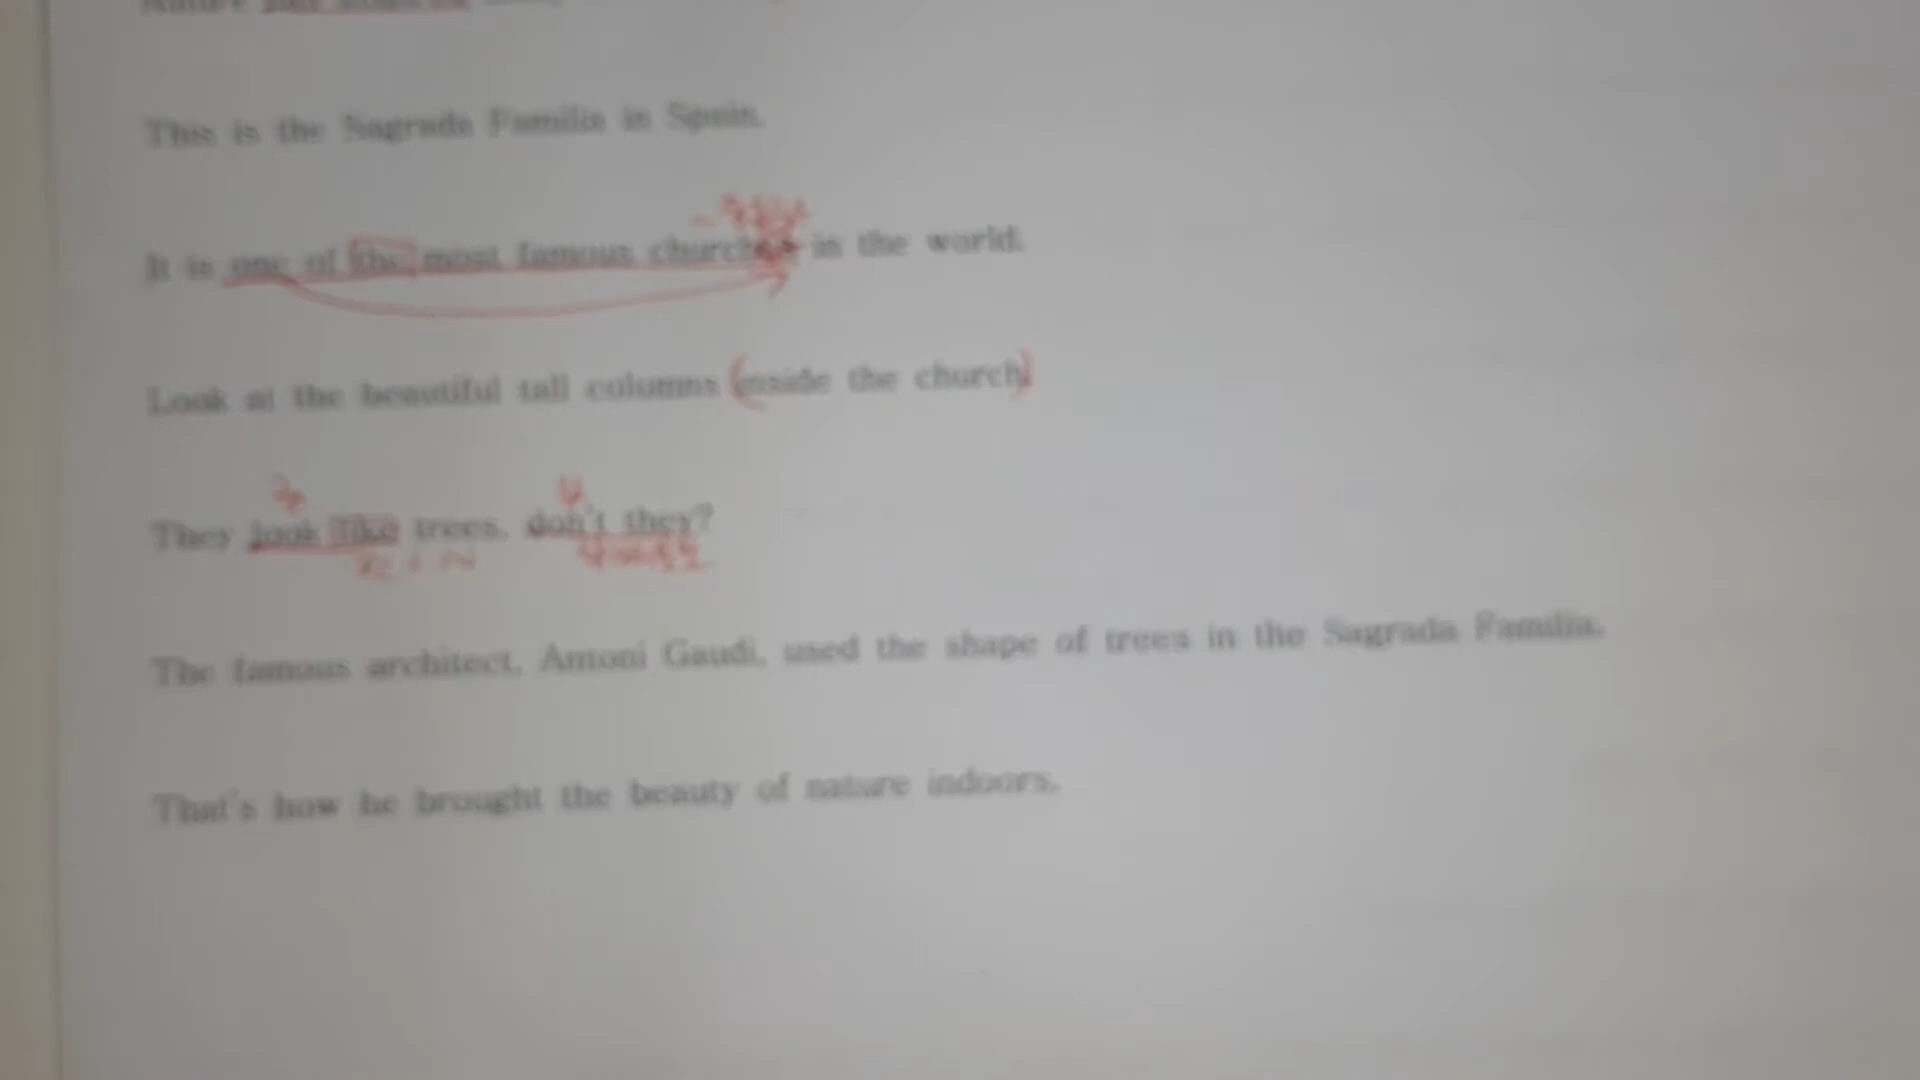 Nature
This is the Sagrada Familia in Spain.
It is one of the most famous churches in the world.
Look at the beautiful tall columns (inside the church)
They look like trees, don't they?
The famous architect, Antoni Gaudi, used the shape of trees in the Sagrada Familia.
That's how he brought the beauty of nature indoors.